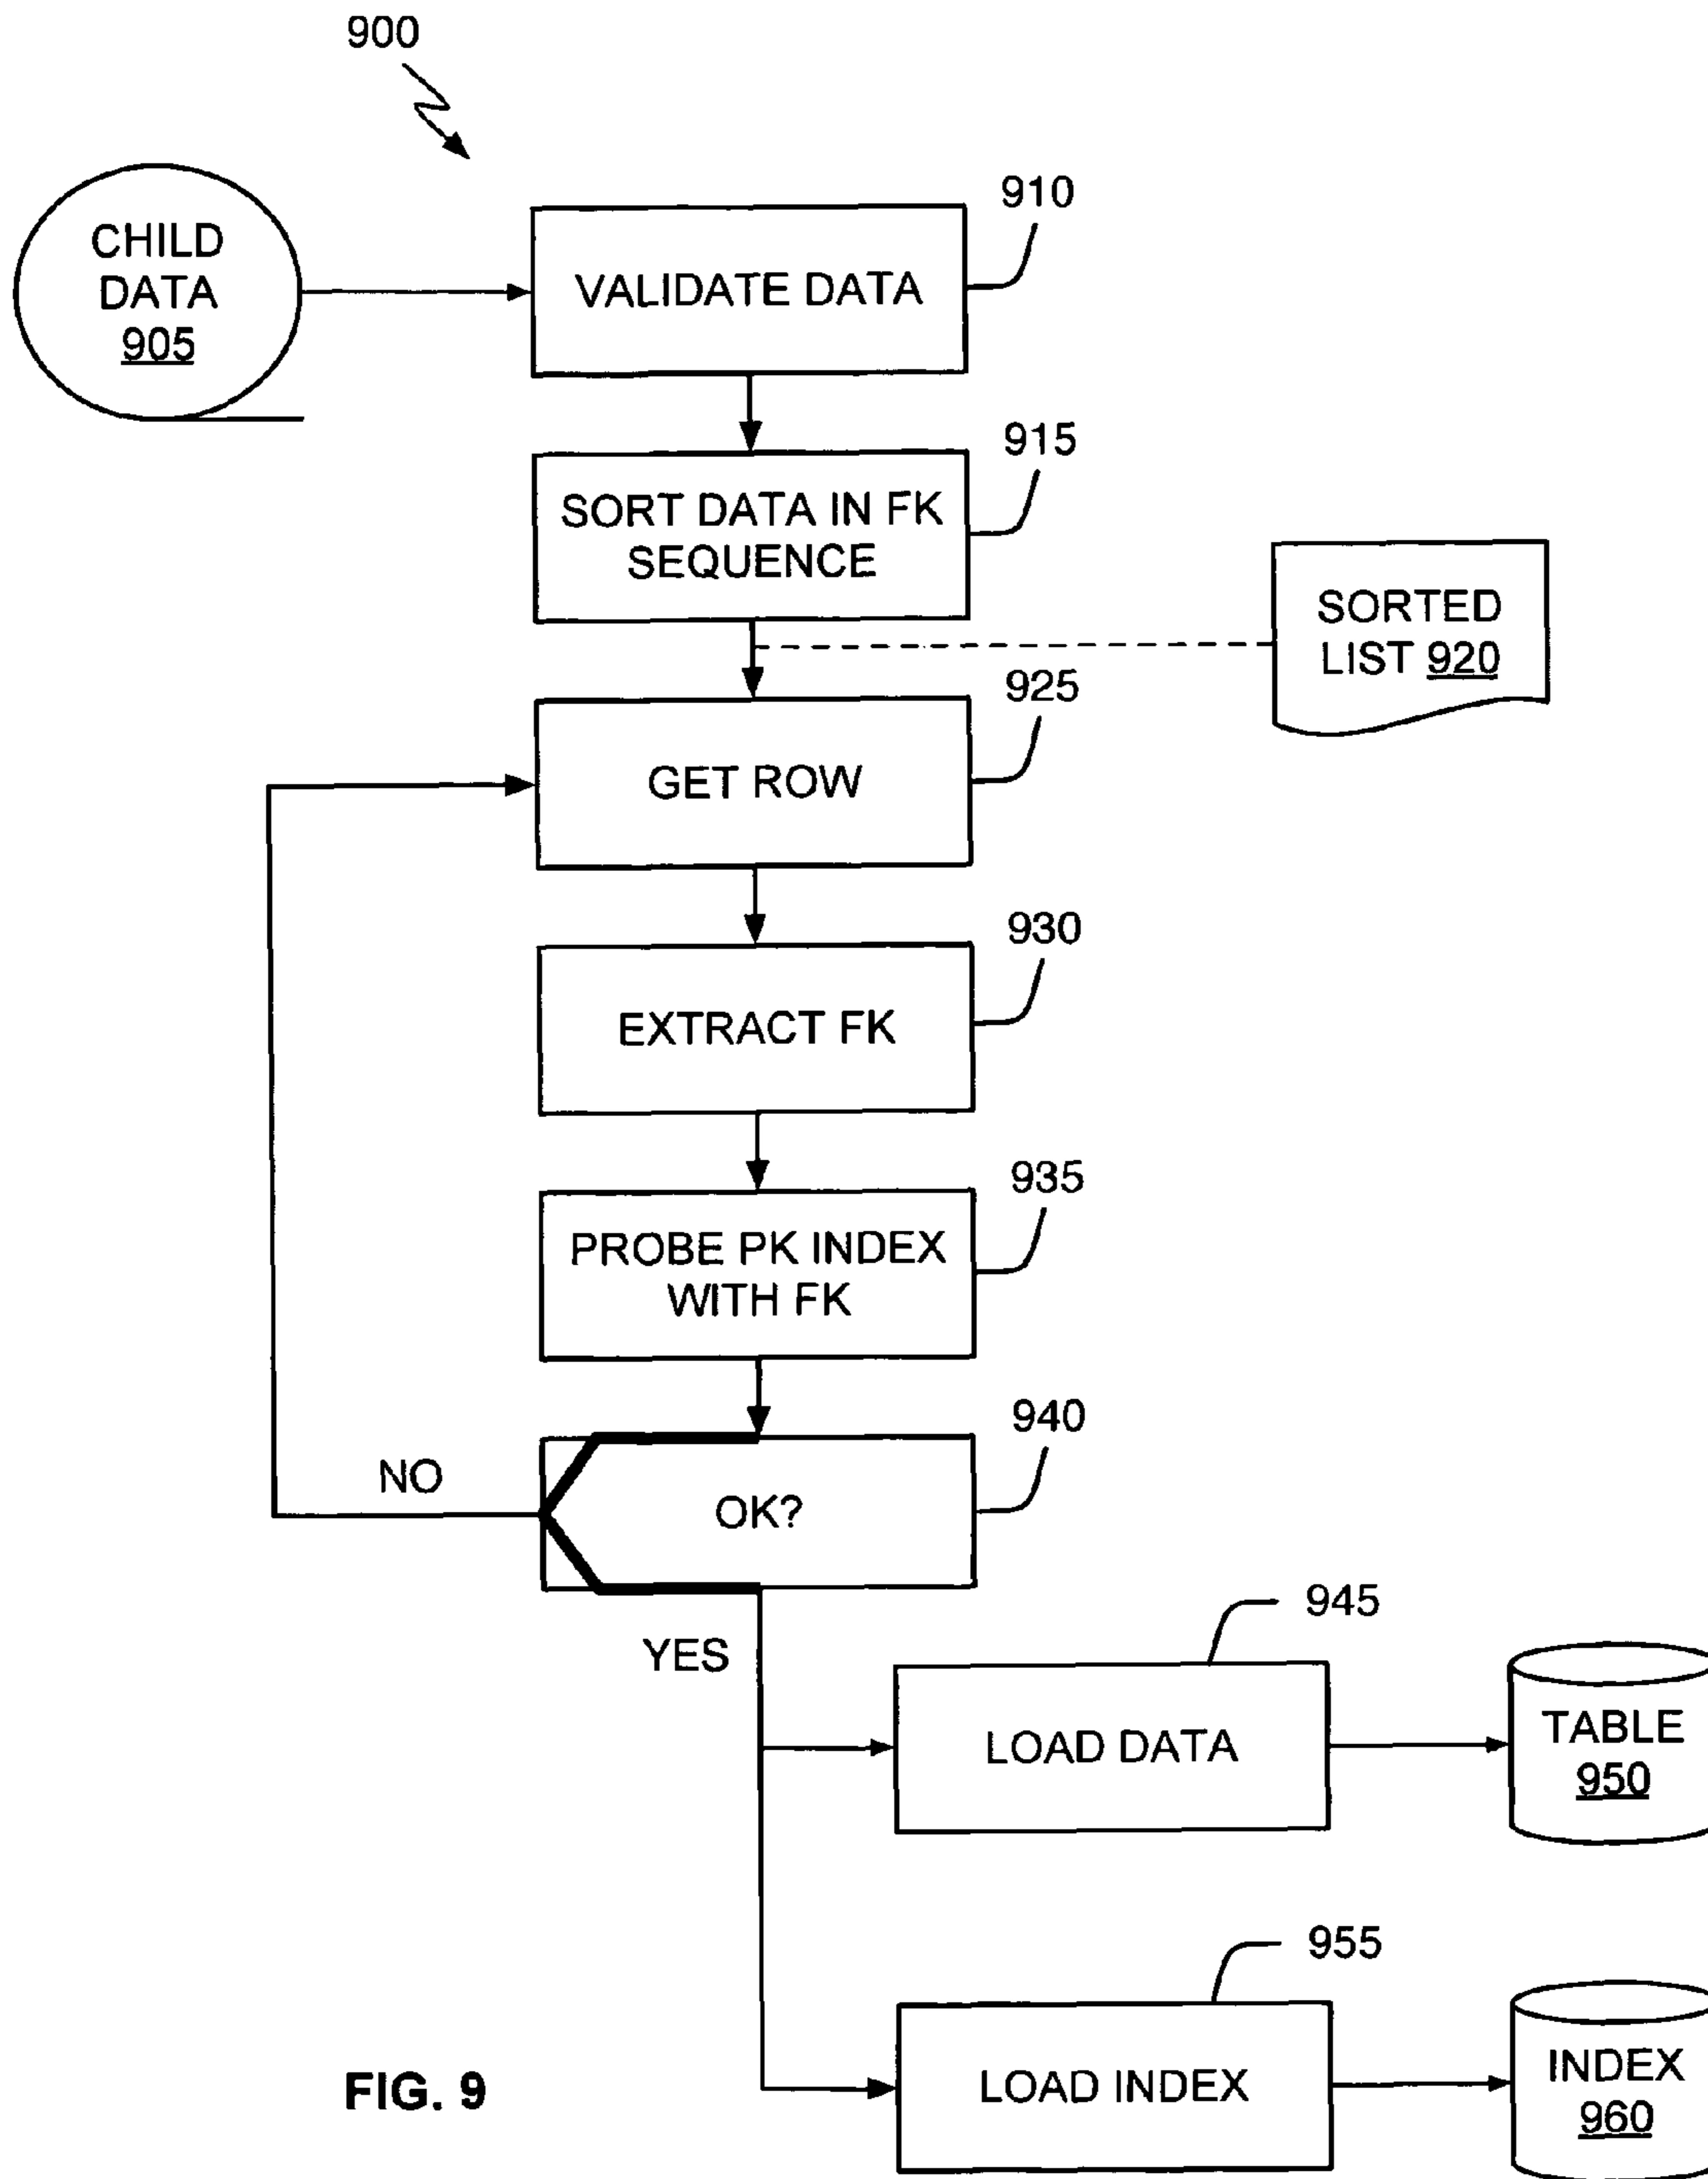 900
CHILD
DATA
905
910
VALIDATE DATA
915
SORT DATA IN FK
SEQUENCE
SORTED
LIST 920
925
GET ROW
930
EXTRACT FK
935
PROBE PK INDEX
WITH FK
940
NO
OK?
945
YES
LOAD DATA
TABLE
950
955
LOAD INDEX
INDEX
960
FIG. 9